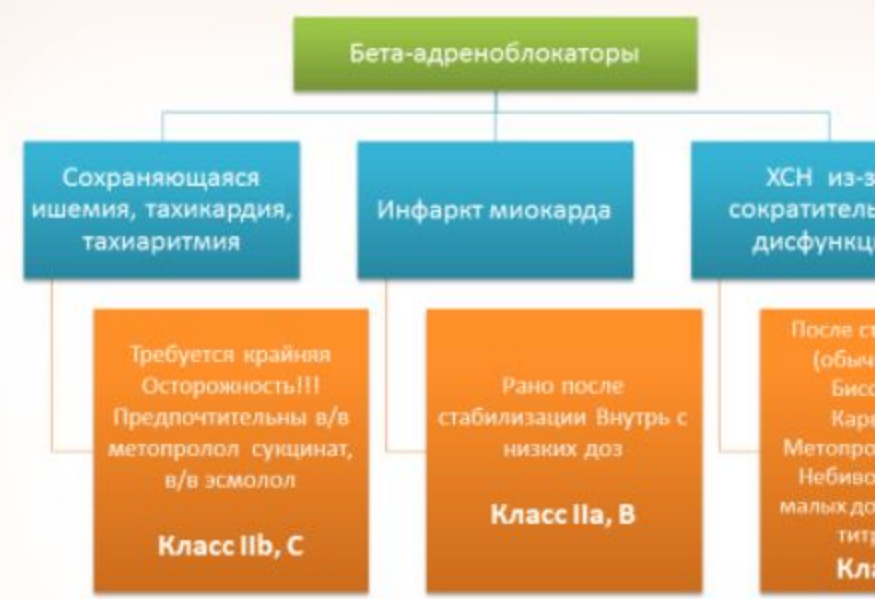 Бета-адреноблокаторы
Сохраняющаяся
ишемия, тахикардия,
тахиаритмия
Инфаркт миокарда
ХСН из-з
сократитель
дисфункц
Требуется крайняя
Осторожность!!!
Предпочтительны в/в
метопролол сукцинат,
в/в эсмолол
Класс IIb, C
Рано после
стабилизации Внутрь с
низких доз
Класс IIa, B
После ст
(обыч
Бисо
Карв
Метопро
Небиво
малых до
титр
Кла